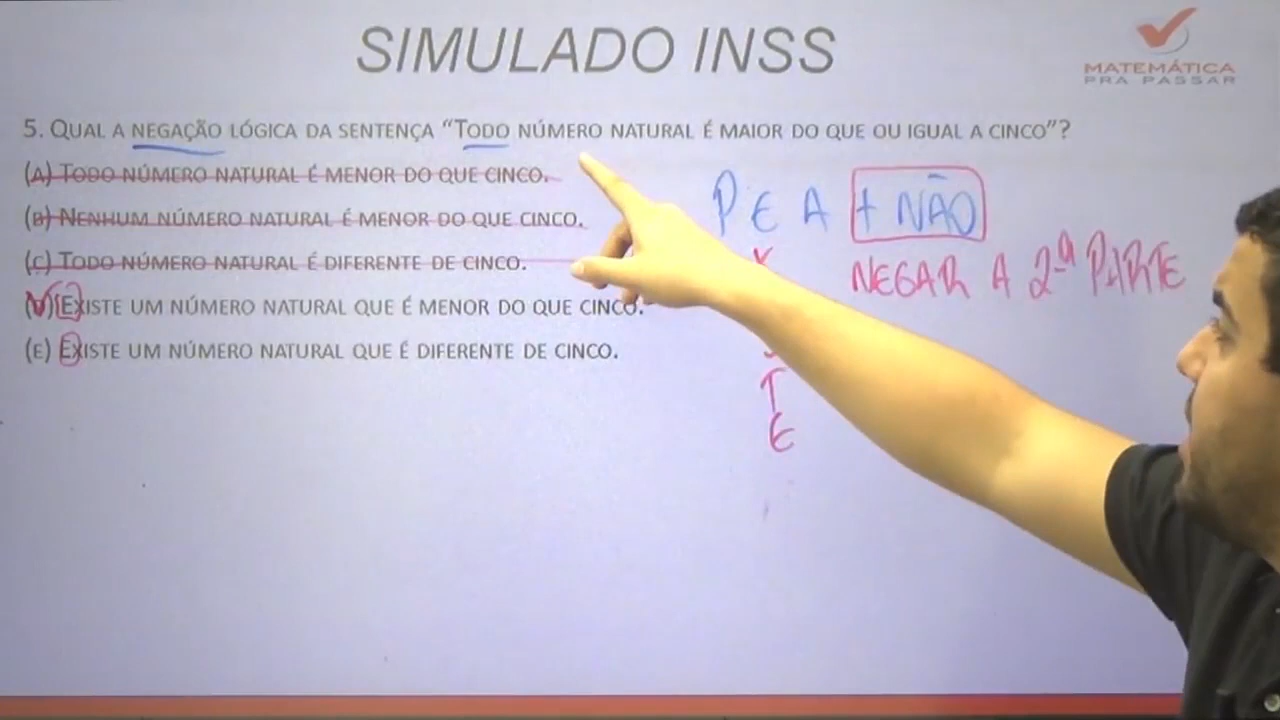 SIMULADO INSS
MATEMÁTICA
PRA PASSAR
5. QUAL A NEGAÇÃO LÓGICA DA SENTENÇA “TODO NÚMERO NATURAL É MAIOR DO QUE OU IGUAL A CINCO”?
(A) TODO NÚMERO NATURAL É MENOR DO QUE CINCO.
(B) NENHUM NÚMERO NATURAL É MENOR DO QUE CINCO.
(C) TODO NÚMERO NATURAL É DIFERENTE DE CINCO.
EXISTE UM NÚMERO NATURAL QUE É MENOR DO QUE CINCO.
(E) EXISTE UM NÚMERO NATURAL QUE É DIFERENTE DE CINCO.
P E A + NÃO
NEGAR A 2ª PARTE
T
E